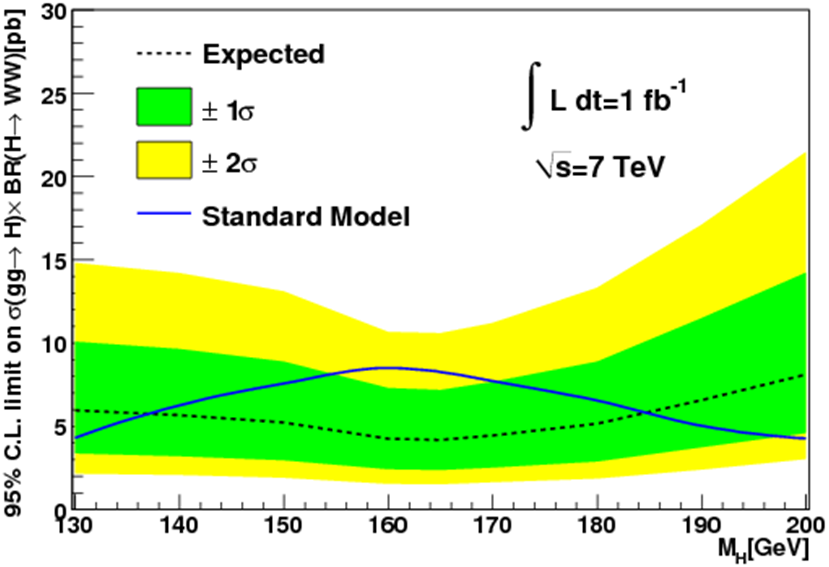 95% C.L. limit on σ(gg→ H)× BR(H→ WW)[pb]
30
25
20
15
10
5
0
Expected
± 1σ
± 2σ
Standard Model
∫ L dt=1 fb⁻¹
√s=7 TeV
130 140 150 160 170 180 190 200
M_H[GeV]